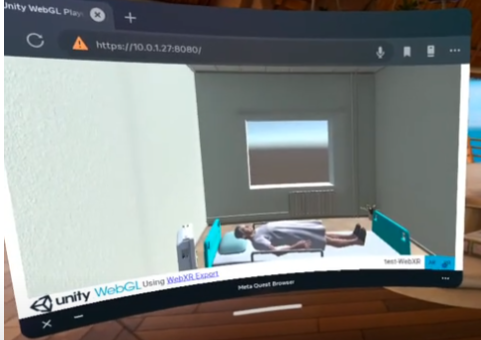 Unity WebGL Play
https://10.0.1.27:8080/
test-WebXR
unity WebGL Using WebXR Export
Meta Quest Browser